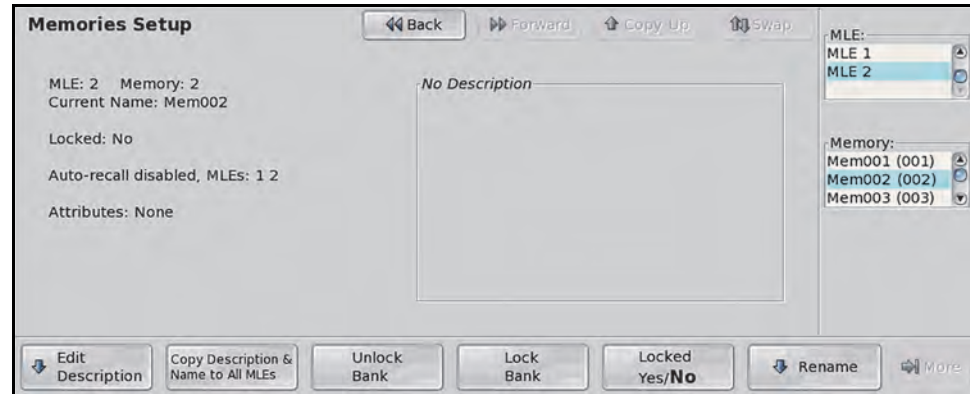 Memories Setup
Back
Forward
Copy Up
Swap
MLE: 2 Memory: 2
Current Name: Mem002
Locked: No
Auto-recall disabled, MLEs: 1 2
Attributes: None
No Description
MLE:
MLE 1
MLE 2
Memory:
Mem001 (001)
Mem002 (002)
Mem003 (003)
Edit
Description
Copy Description &
Name to All MLEs
Unlock
Bank
Lock
Bank
Locked
Yes/No
Rename
More